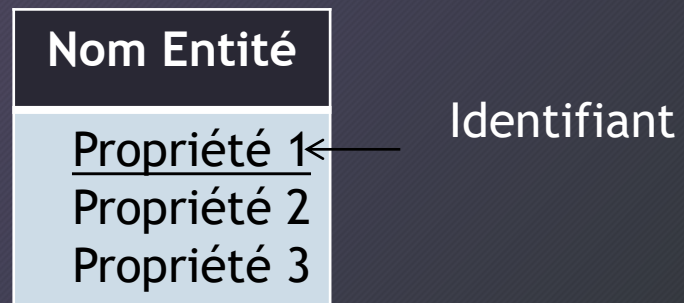 Nom Entité
Identifiant
Propriété 1
Propriété 2
Propriété 3